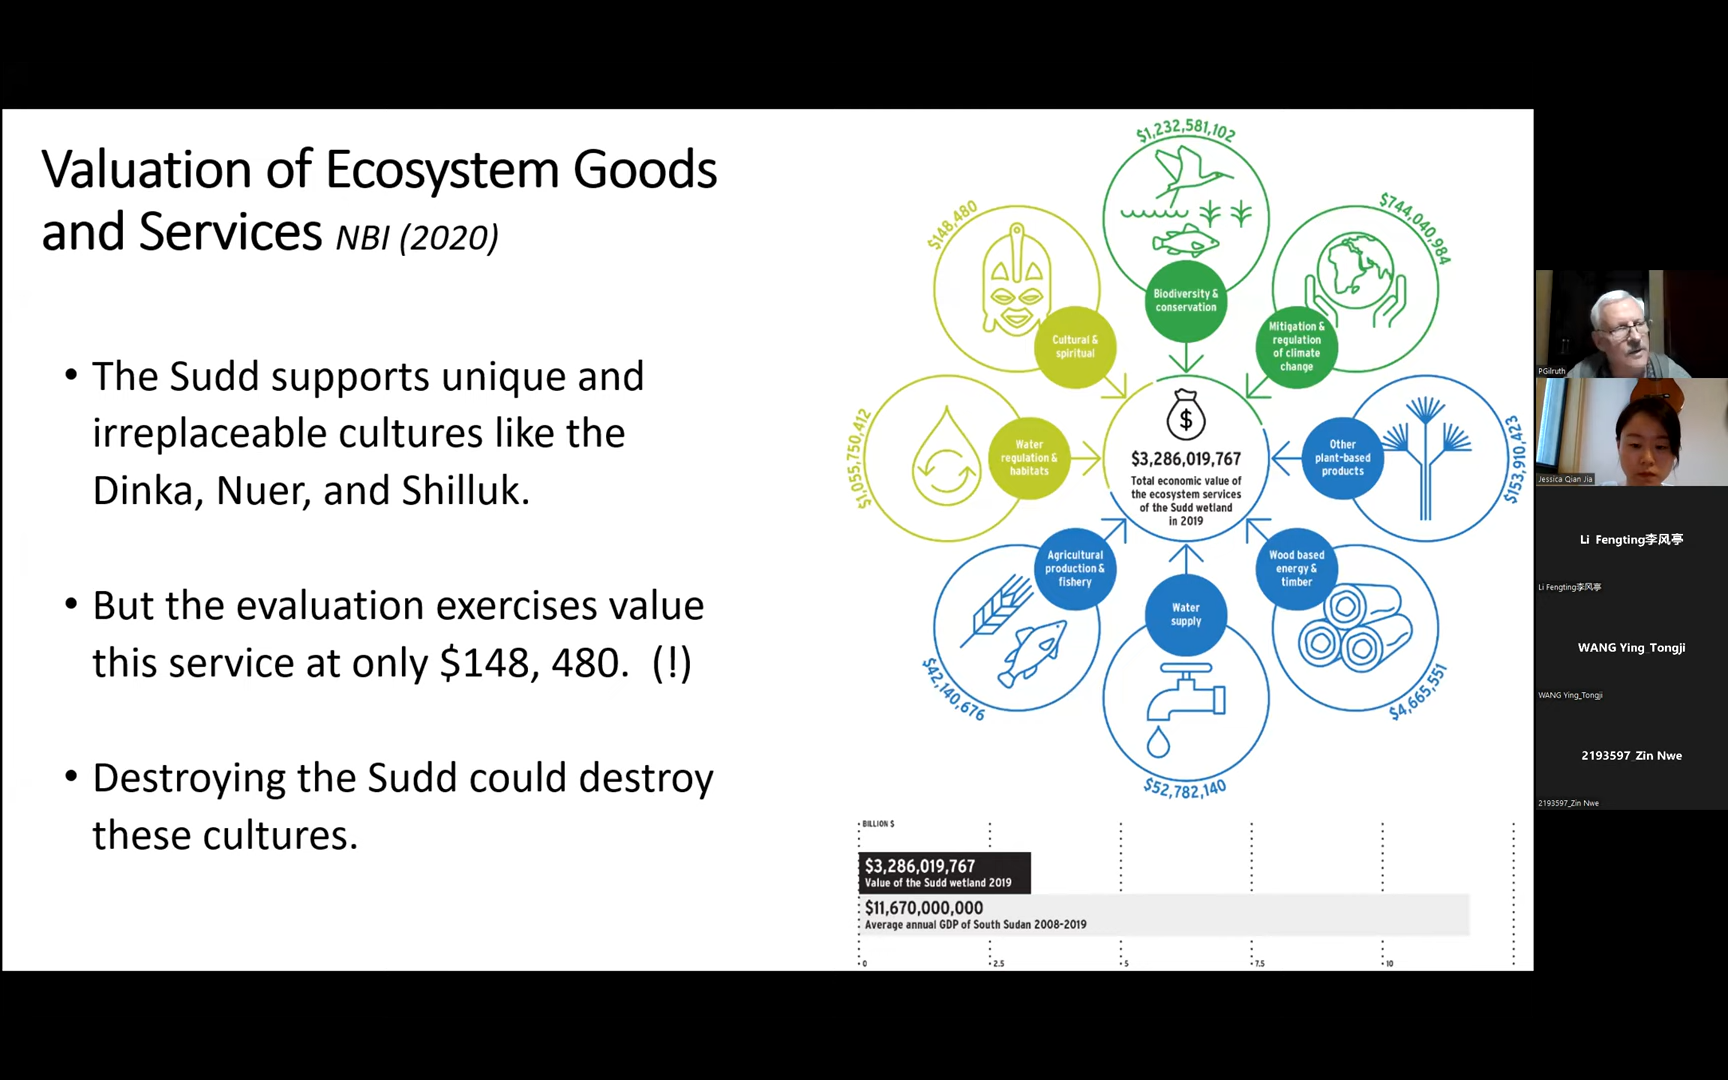 Valuation of Ecosystem Goods
and Services NBI (2020)
• The Sudd supports unique and
irreplaceable cultures like the
Dinka, Nuer, and Shilluk.
• But the evaluation exercises value
this service at only $148, 480. (!)
• Destroying the Sudd could destroy
these cultures.
$1,232,581,102
Biodiversity &
conservation
$744,040,984
Mitigation &
regulation
of climate
change
$153,910,423
Other
plant-based
products
$4,665,551
Wood based
energy &
timber
$52,782,140
Water
supply
$42,140,676
Agricultural
production &
fishery
$1,055,750,412
Water
regulation &
habitats
$148,480
Cultural &
spiritual
$
$3,286,019,767
Total economic value of
the ecosystem services
of the Sudd wetland
in 2019
BILLION $
$3,286,019,767
Value of the Sudd wetland 2019
$11,670,000,000
Average annual GDP of South Sudan 2008-2019
0 2.5 5 7.5 10
PGilruth
Jessica Qian Jia
Li Fengting李风亭
Li Fengting李风亭
WANG Ying_Tongji
WANG Ying_Tongji
2193597_Zin Nwe
2193597_Zin Nwe